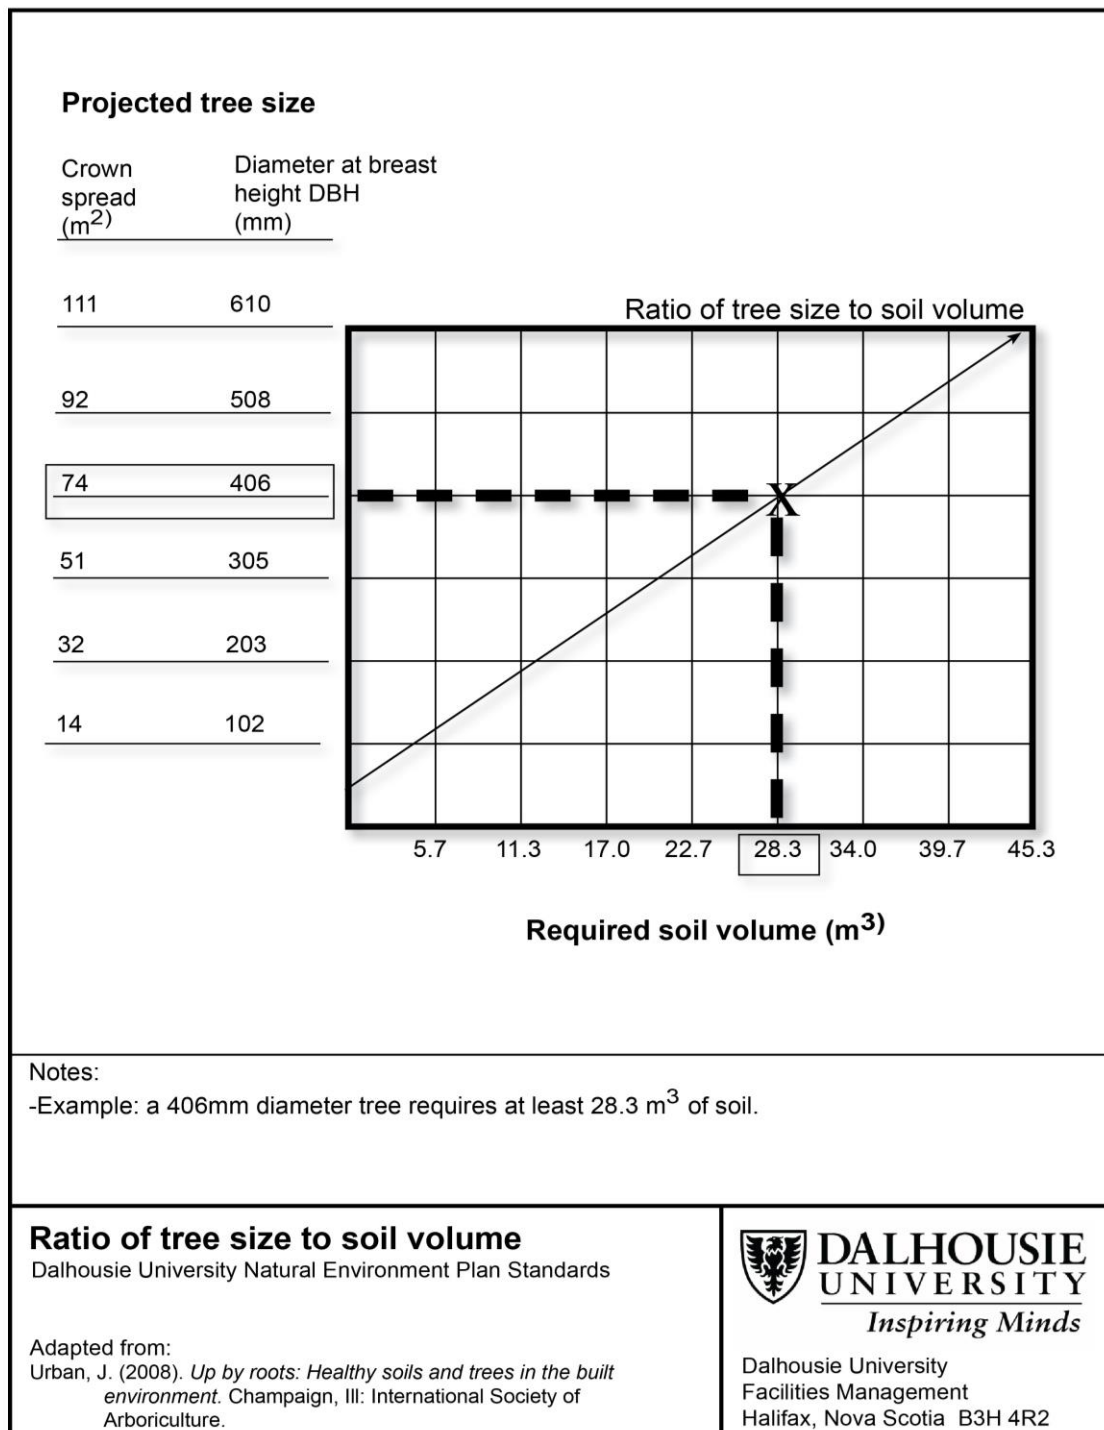 Projected tree size
Crown
spread
(m2)
Diameter at breast
height DBH
(mm)
111 610
92 508
74 406
51 305
32 203
14 102
Ratio of tree size to soil volume
X
5.7 11.3 17.0 22.7 28.3 34.0 39.7 45.3
Required soil volume (m3)
Notes:
-Example: a 406mm diameter tree requires at least 28.3 m3 of soil.
Ratio of tree size to soil volume
Dalhousie University Natural Environment Plan Standards
Adapted from:
Urban, J. (2008). Up by roots: Healthy soils and trees in the built
environment. Champaign, Ill: International Society of
Arboriculture.
DALHOUSIE
UNIVERSITY
Inspiring Minds
Dalhousie University
Facilities Management
Halifax, Nova Scotia B3H 4R2